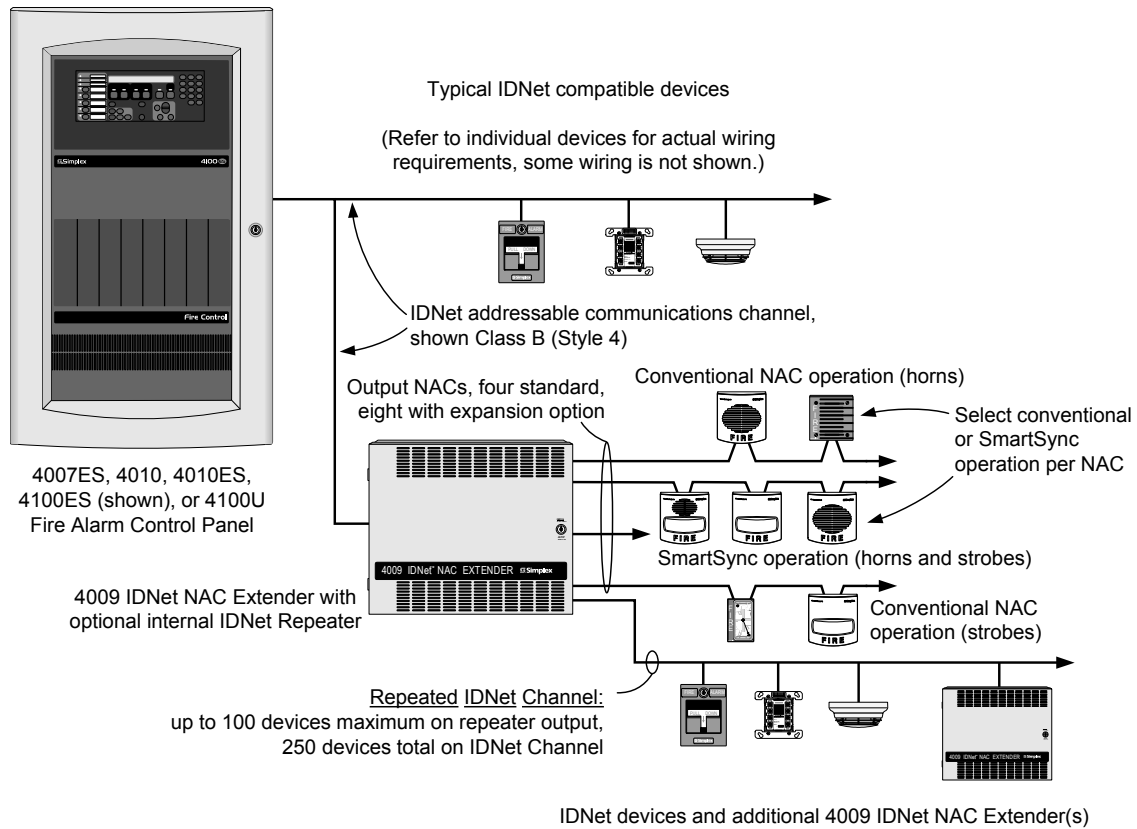 Typical IDNet compatible devices
(Refer to individual devices for actual wiring
requirements, some wiring is not shown.)
Simplex
4100
Fire Control
IDNet addressable communications channel,
shown Class B (Style 4)
Output NACs, four standard,
eight with expansion option
Conventional NAC operation (horns)
Select conventional
or SmartSync
operation per NAC
FIRE
4007ES, 4010, 4010ES,
4100ES (shown), or 4100U
Fire Alarm Control Panel
FIRE
FIRE
FIRE
SmartSync operation (horns and strobes)
4009 IDNet NAC EXTENDER Simplex
4009 IDNet NAC Extender with
optional internal IDNet Repeater
FIRE
Conventional NAC
operation (strobes)
Repeated IDNet Channel:
up to 100 devices maximum on repeater output,
250 devices total on IDNet Channel
4009 IDNet NAC EXTENDER Simplex
IDNet devices and additional 4009 IDNet NAC Extender(s)